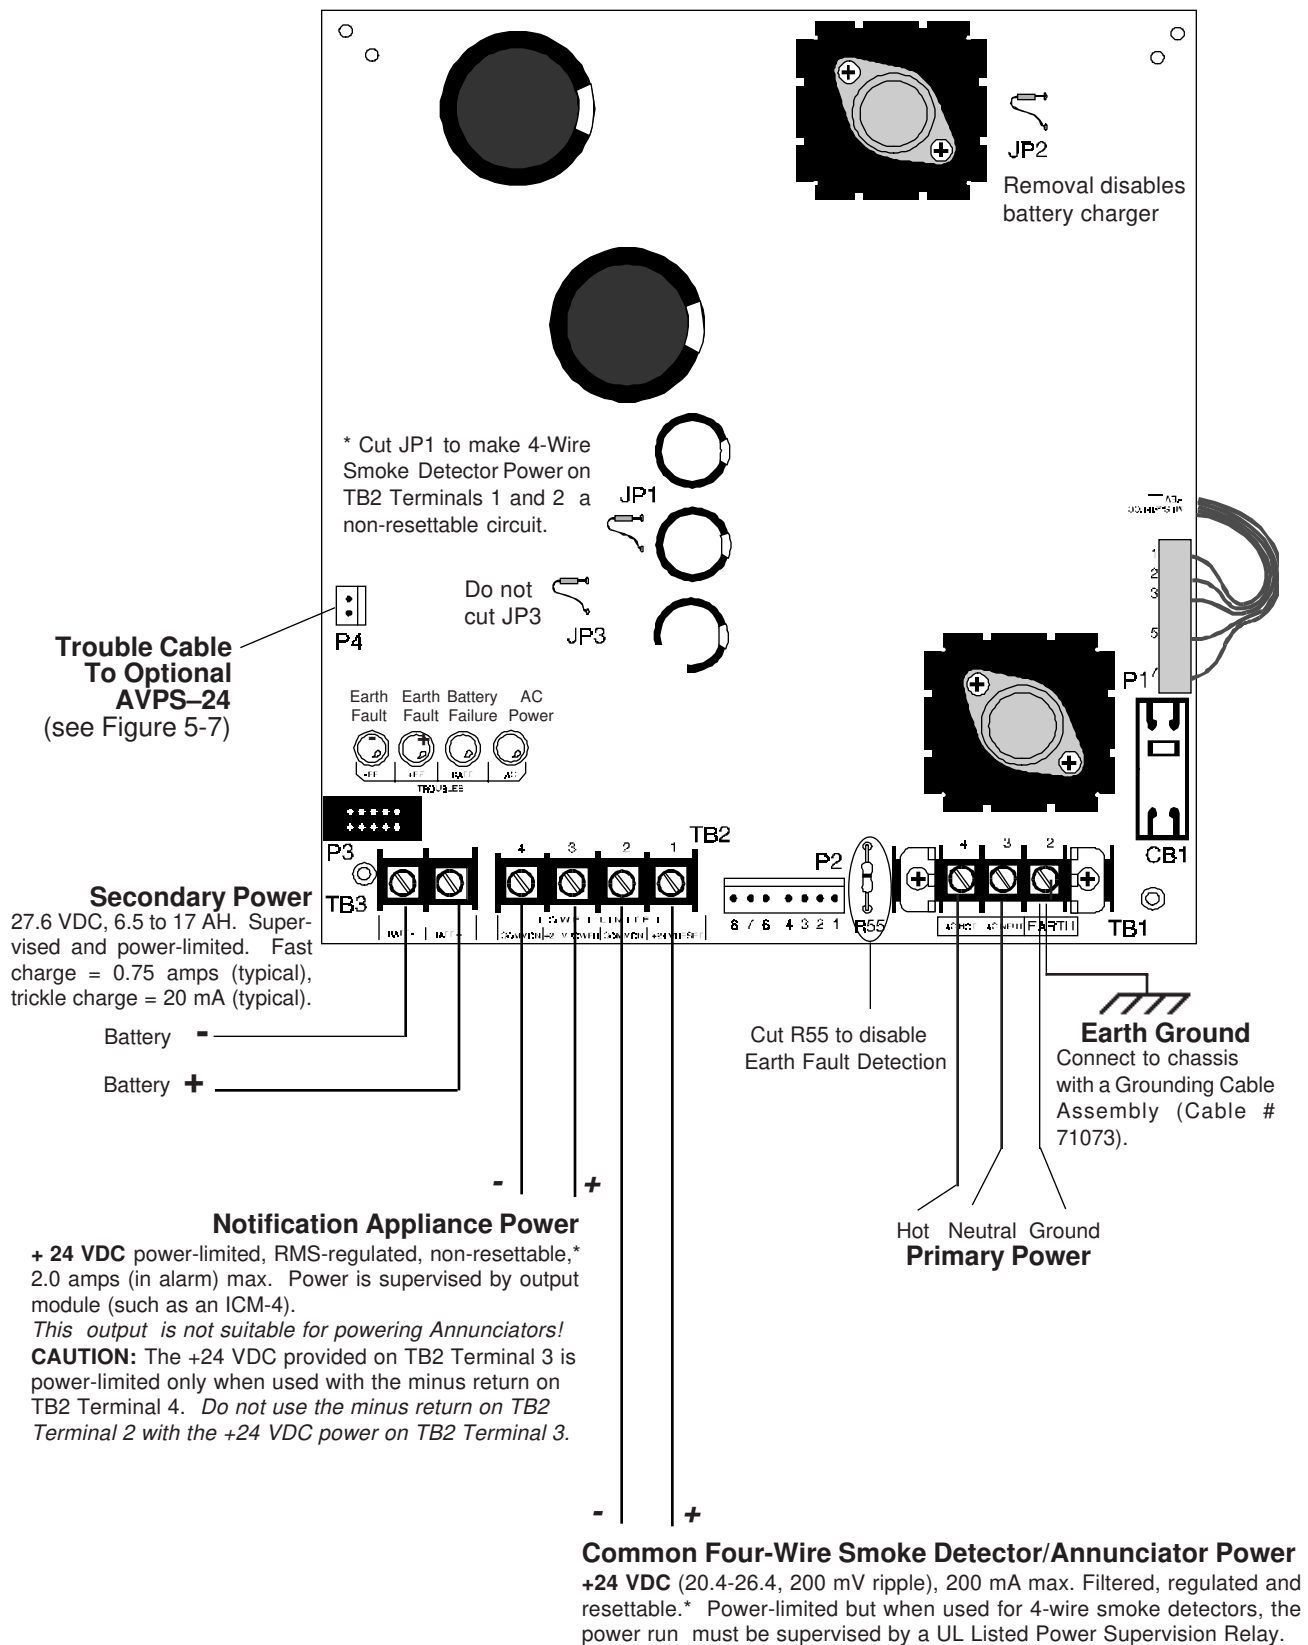 JP2
Removal disables
battery charger
* Cut JP1 to make 4-Wire
Smoke Detector Power on
TB2 Terminals 1 and 2 a
non-resettable circuit.
JP1
Do not
cut JP3
JP3
P4
Trouble Cable
To Optional
AVPS–24
(see Figure 5-7)
1
2
3
5
7
P1
Earth Fault
Earth Fault
Battery Failure
AC Power
-
+
BATT
AC
TROUBLES
P3
TB3
4 3 2 1
TB2
P2
8 7 6 4 3 2 1
R55
4 3 2
CB1
TB1
EARTH
Secondary Power
27.6 VDC, 6.5 to 17 AH. Super-
vised and power-limited. Fast
charge = 0.75 amps (typical),
trickle charge = 20 mA (typical).
Battery -
Battery +
Cut R55 to disable
Earth Fault Detection
Earth Ground
Connect to chassis
with a Grounding Cable
Assembly (Cable #
71073).
Hot Neutral Ground
Primary Power
- +
Notification Appliance Power
+ 24 VDC power-limited, RMS-regulated, non-resettable,*
2.0 amps (in alarm) max. Power is supervised by output
module (such as an ICM-4).
This output is not suitable for powering Annunciators!
CAUTION: The +24 VDC provided on TB2 Terminal 3 is
power-limited only when used with the minus return on
TB2 Terminal 4. Do not use the minus return on TB2
Terminal 2 with the +24 VDC power on TB2 Terminal 3.
- +
Common Four-Wire Smoke Detector/Annunciator Power
+24 VDC (20.4-26.4, 200 mV ripple), 200 mA max. Filtered, regulated and
resettable.* Power-limited but when used for 4-wire smoke detectors, the
power run must be supervised by a UL Listed Power Supervision Relay.